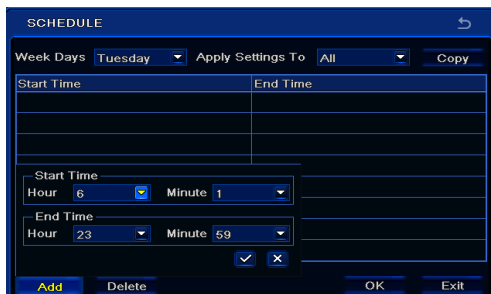 SCHEDULE
Week Days Tuesday Apply Settings To All Copy
Start Time End Time
Start Time
Hour 6 Minute 1
End Time
Hour 23 Minute 59
Add Delete OK Exit